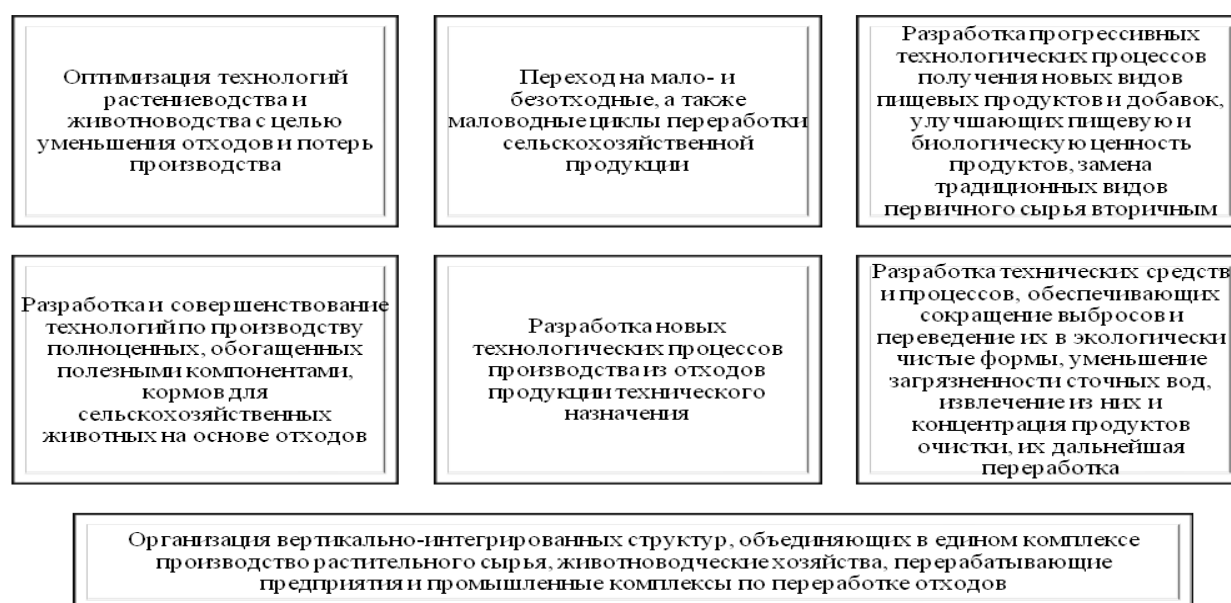 Оптимизация технологий
растениеводства и
животноводства с целью
уменьшения отходов и потерь
производства
Переход на мало- и
безотходные, а также
маловодные циклы переработки
сельскохозяйственной
продукции
Разработка прогрессивных
технологических процессов
получения новых видов
пищевых продуктов и добавок,
улучшающих пищевую и
биологическую ценность
продуктов, замена
традиционных видов
первичного сырья вторичным
Разработка и совершенствование
технологий по производству
полноценных, обогащенных
полезными компонентами,
кормов для
сельскохозяйственных
животных на основе отходов
Разработка новых
технологических процессов
производства из отходов
продукции технического
назначения
Разработка технических средств
и процессов, обеспечивающих
сокращение выбросов и
переведение их в экологически
чистые формы, уменьшение
загрязненности сточных вод,
извлечение из них и
концентрация продуктов
очистки, их дальнейшая
переработка
Организация вертикально-интегрированных структур, объединяющих в едином комплексе
производство растительного сырья, животноводческие хозяйства, перерабатывающие
предприятия и промышленные комплексы по переработке отходов